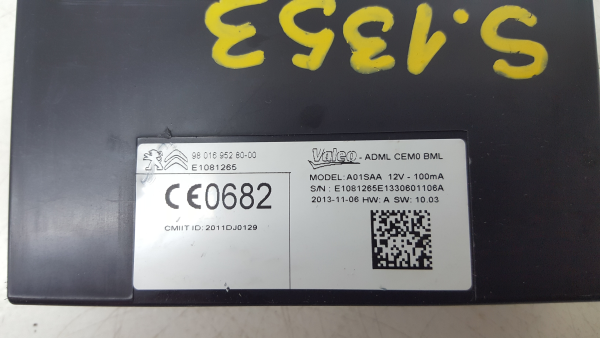 S.1353
98 016 952 80-00
E1081265
CE0682
CMIIT ID: 2011DJ0129
Valeo - ADML CEM0 BML
MODEL: A01SAA 12V - 100mA
S/N : E1081265E1330601106A
2013-11-06 HW: A SW: 10.03